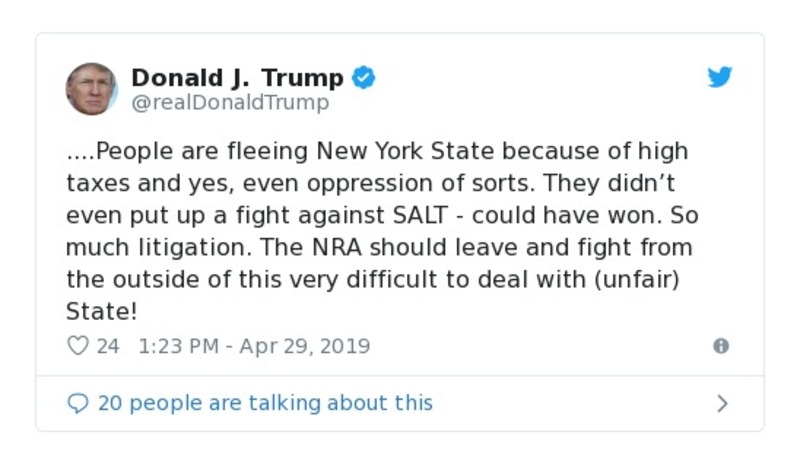 Donald J. Trump
@realDonaldTrump
....People are fleeing New York State because of high
taxes and yes, even oppression of sorts. They didn’t
even put up a fight against SALT - could have won. So
much litigation. The NRA should leave and fight from
the outside of this very difficult to deal with (unfair)
State!
24 1:23 PM - Apr 29, 2019
20 people are talking about this